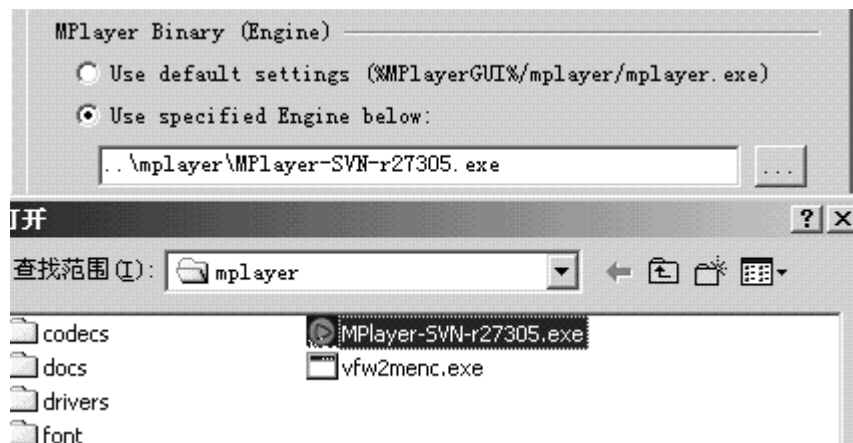 MPlayer Binary (Engine)
Use default settings (%MPlayerGUI%/mplayer/mplayer.exe)
Use specified Engine below:
..\mplayer\MPlayer-SVN-r27305.exe
...
打开
查找范围(I): mplayer
codecs MPlayer-SVN-r27305.exe
docs vfw2menc.exe
drivers
font